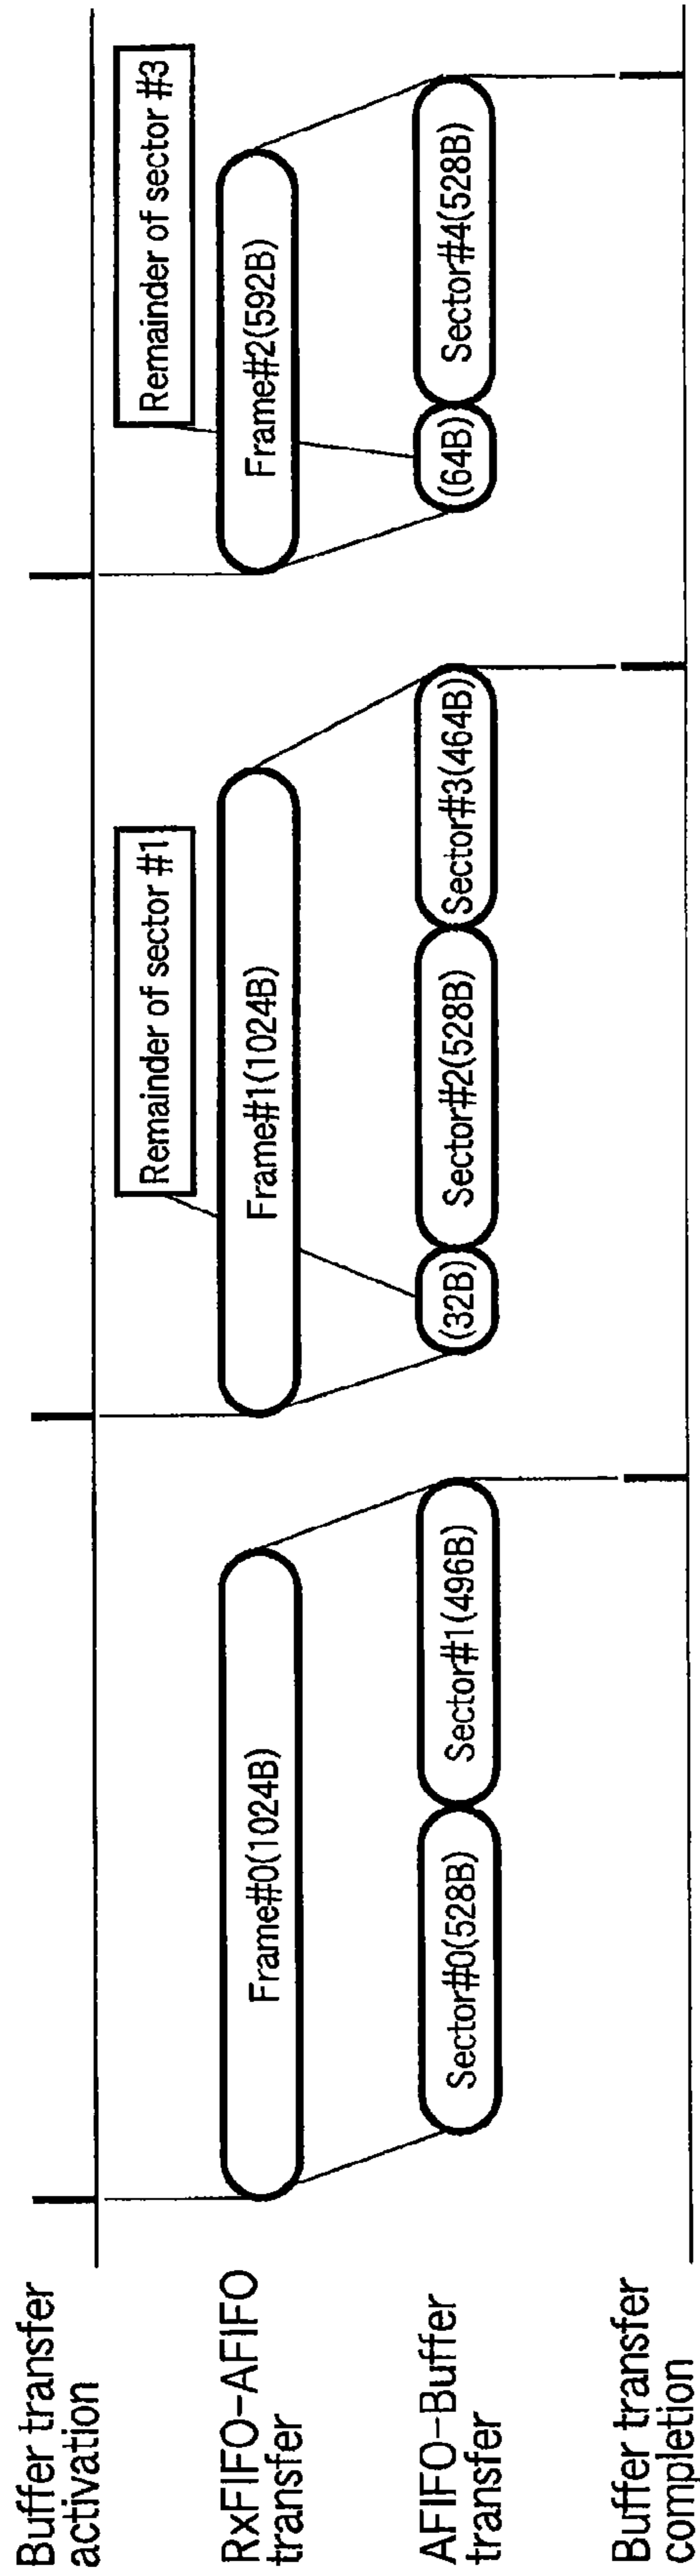 Buffer transfer
activation
Remainder of sector #1
Remainder of sector #3
RxFIFO-AFIFO
transfer
Frame#0(1024B)
Frame#1(1024B)
Frame#2(592B)
AFIFO-Buffer
transfer
Sector#0(528B)
Sector#1(496B)
(32B)
Sector#2(528B)
Sector#3(464B)
(64B)
Sector#4(528B)
Buffer transfer
completion